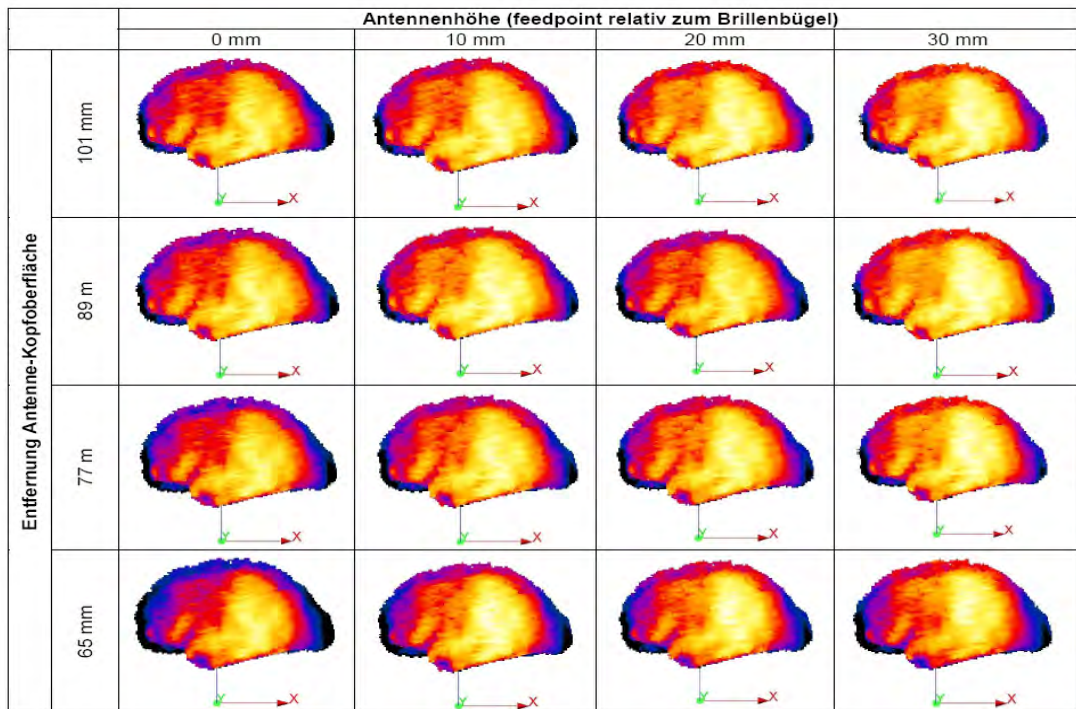 Antennenhöhe (feedpoint relativ zum Brillenbügel)
0 mm 10 mm 20 mm 30 mm
Entfernung Antenne-Kopfoberfläche
101 mm
Y X Y X Y X Y X
89 m
Y X Y X Y X Y X
77 m
Y X Y X Y X Y X
65 mm
Y X Y X Y X Y X